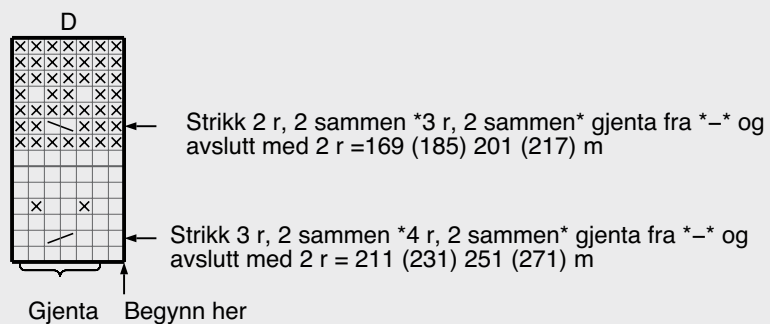 D
Strikk 2 r, 2 sammen *3 r, 2 sammen* gjenta fra *–* og
avslutt med 2 r =169 (185) 201 (217) m
Strikk 3 r, 2 sammen *4 r, 2 sammen* gjenta fra *–* og
avslutt med 2 r = 211 (231) 251 (271) m
Gjenta Begynn her